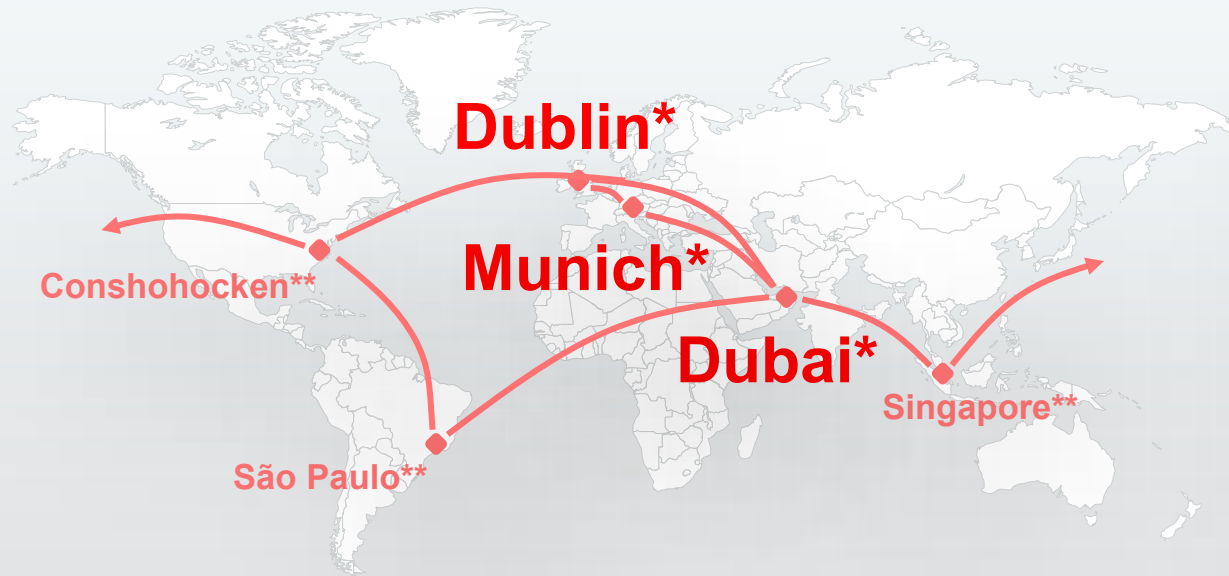 Dublin*
Munich*
Conshohocken**
Dubai*
Singapore**
São Paulo**